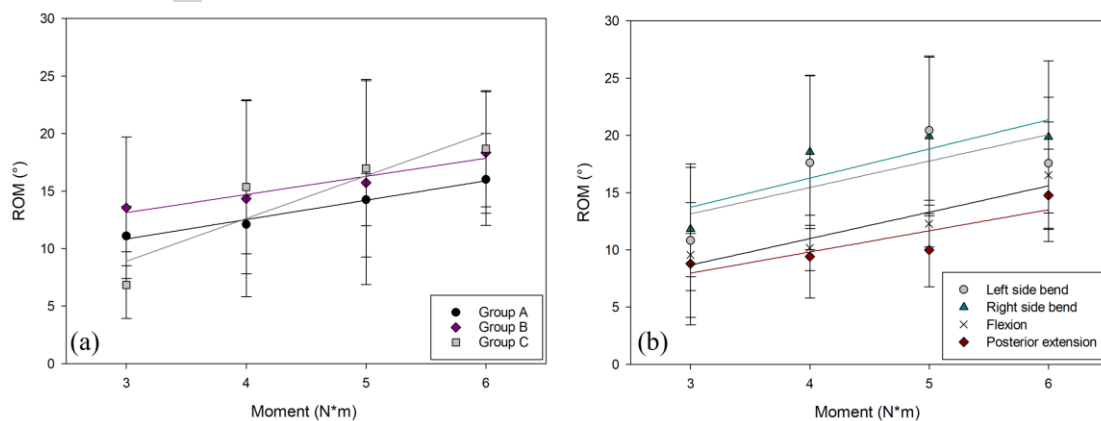 30
25
20
15
10
5
0
ROM (°)
3
4
5
6
Moment (N*m)
(a)
Group A
Group B
Group C
30
25
20
15
10
5
0
ROM (°)
3
4
5
6
Moment (N*m)
(b)
Left side bend
Right side bend
Flexion
Posterior extension